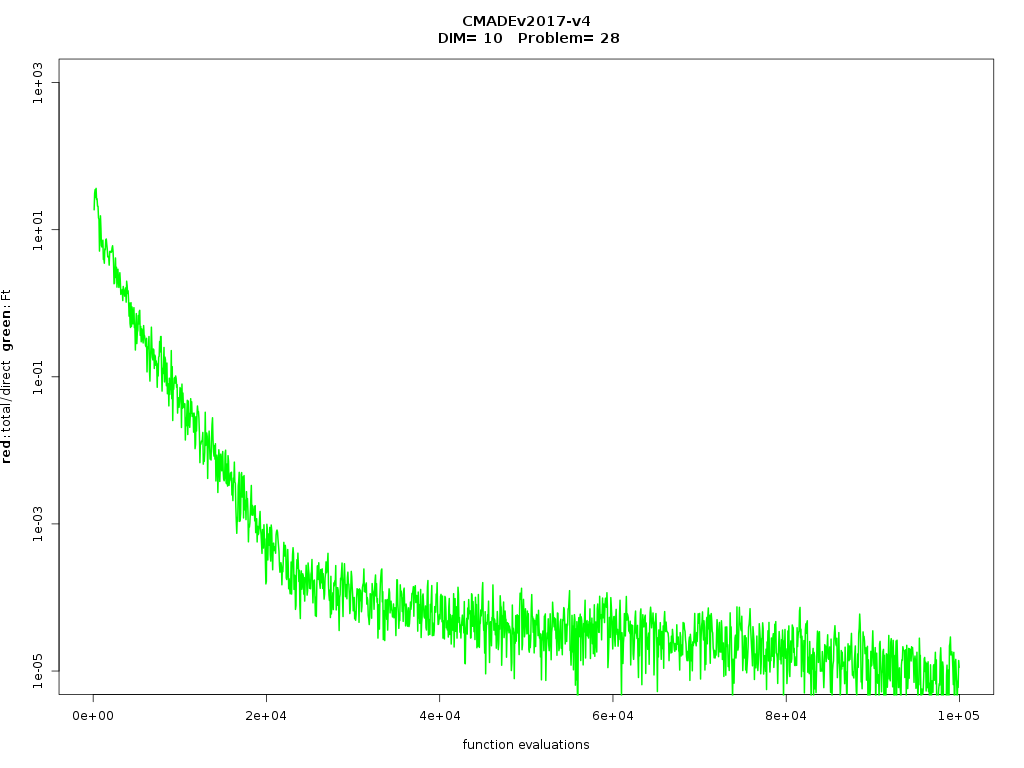 CMADEv2017-v4
DIM= 10 Problem= 28
red: total/direct green: Ft
1e+03
1e+01
1e-01
1e-03
1e-05
0e+00 2e+04 4e+04 6e+04 8e+04 1e+05
function evaluations